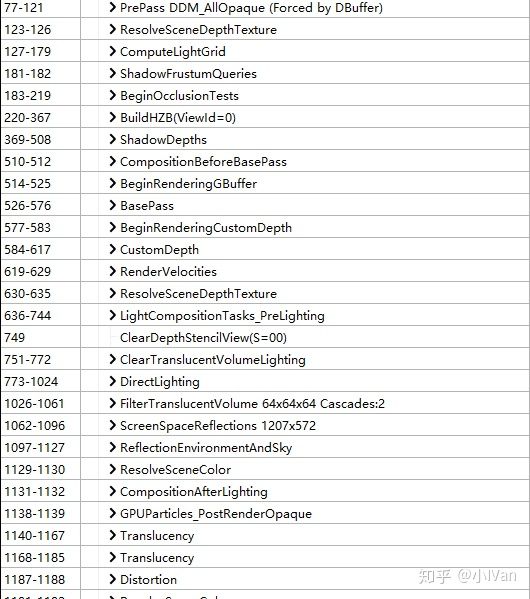 77-121 PrePass DDM_AllOpaque (Forced by DBuffer)
123-126 ResolveSceneDepthTexture
127-179 ComputeLightGrid
181-182 ShadowFrustumQueries
183-219 BeginOcclusionTests
220-367 BuildHZB(ViewId=0)
369-508 ShadowDepths
510-512 CompositionBeforeBasePass
514-525 BeginRenderingGBuffer
526-576 BasePass
577-583 BeginRenderingCustomDepth
584-617 CustomDepth
619-629 RenderVelocities
630-635 ResolveSceneDepthTexture
636-744 LightCompositionTasks_PreLighting
749 ClearDepthStencilView(S=00)
751-772 ClearTranslucentVolumeLighting
773-1024 DirectLighting
1026-1061 FilterTranslucentVolume 64x64x64 Cascades:2
1062-1096 ScreenSpaceReflections 1207x572
1097-1127 ReflectionEnvironmentAndSky
1129-1130 ResolveSceneColor
1131-1132 CompositionAfterLighting
1138-1139 GPUParticles_PostRenderOpaque
1140-1167 Translucency
1168-1185 Translucency
1187-1188 Distortion
知乎 @小IVan